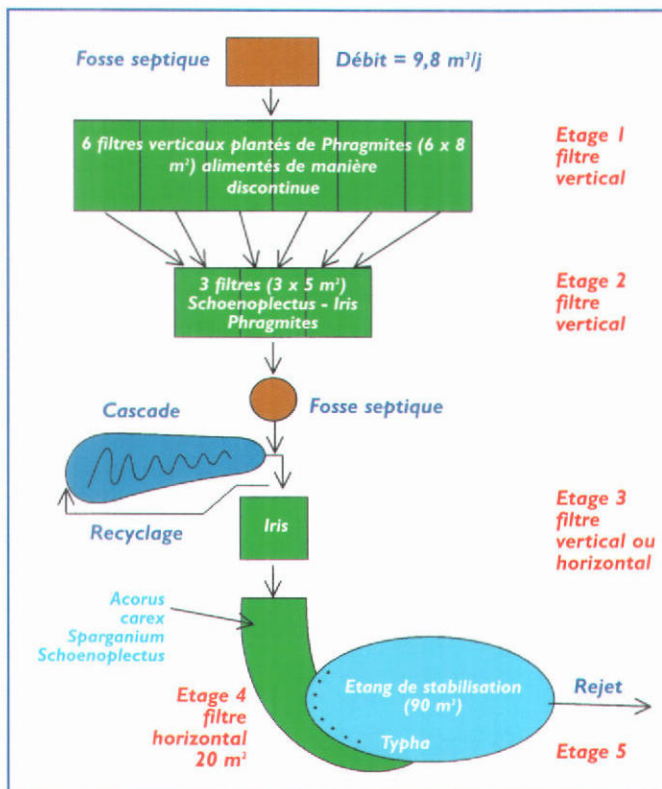 Fosse septique
Débit = 9,8 m³/j
6 filtres verticaux plantés de Phragmites (6 x 8
m²) alimentés de manière
discontinue
Etage 1
filtre
vertical
3 filtres (3 x 5 m²)
Schoenoplectus - Iris
Phragmites
Etage 2
filtre
vertical
Fosse septique
Cascade
Recyclage
Iris
Etage 3
filtre
vertical ou
horizontal
Acorus
carex
Sparganium
Schoenoplectus
Etage 4
filtre
horizontal
20 m²
Etang de stabilisation
(90 m²)
Typha
Rejet
Etage 5